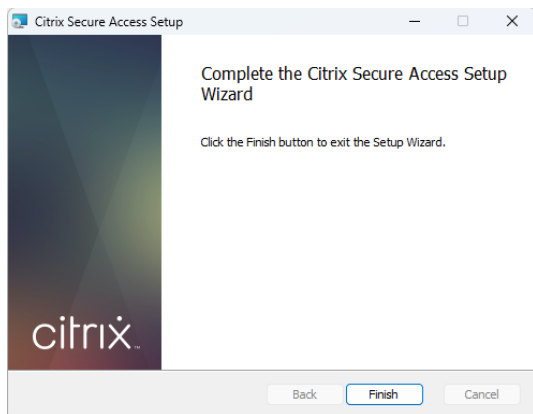 Citrix Secure Access Setup
Complete the Citrix Secure Access Setup
Wizard
Click the Finish button to exit the Setup Wizard.
citrix™
Back
Finish
Cancel